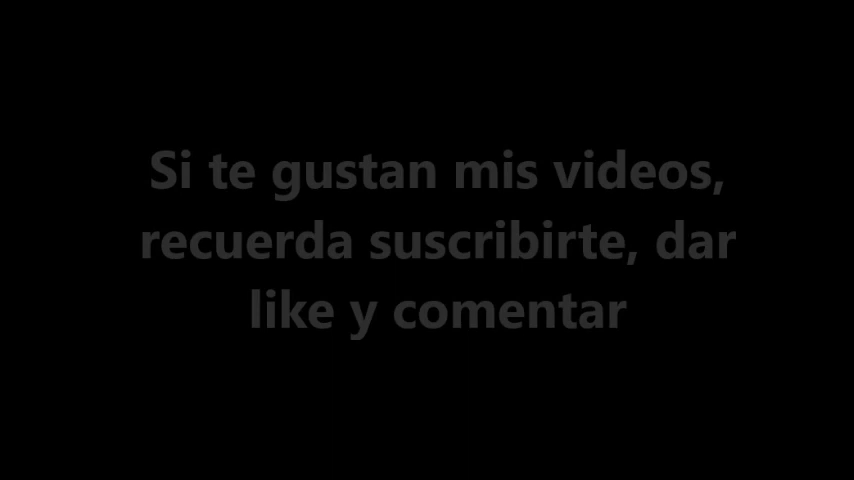 Si te gustan mis videos,
recuerda suscribirte, dar
like y comentar